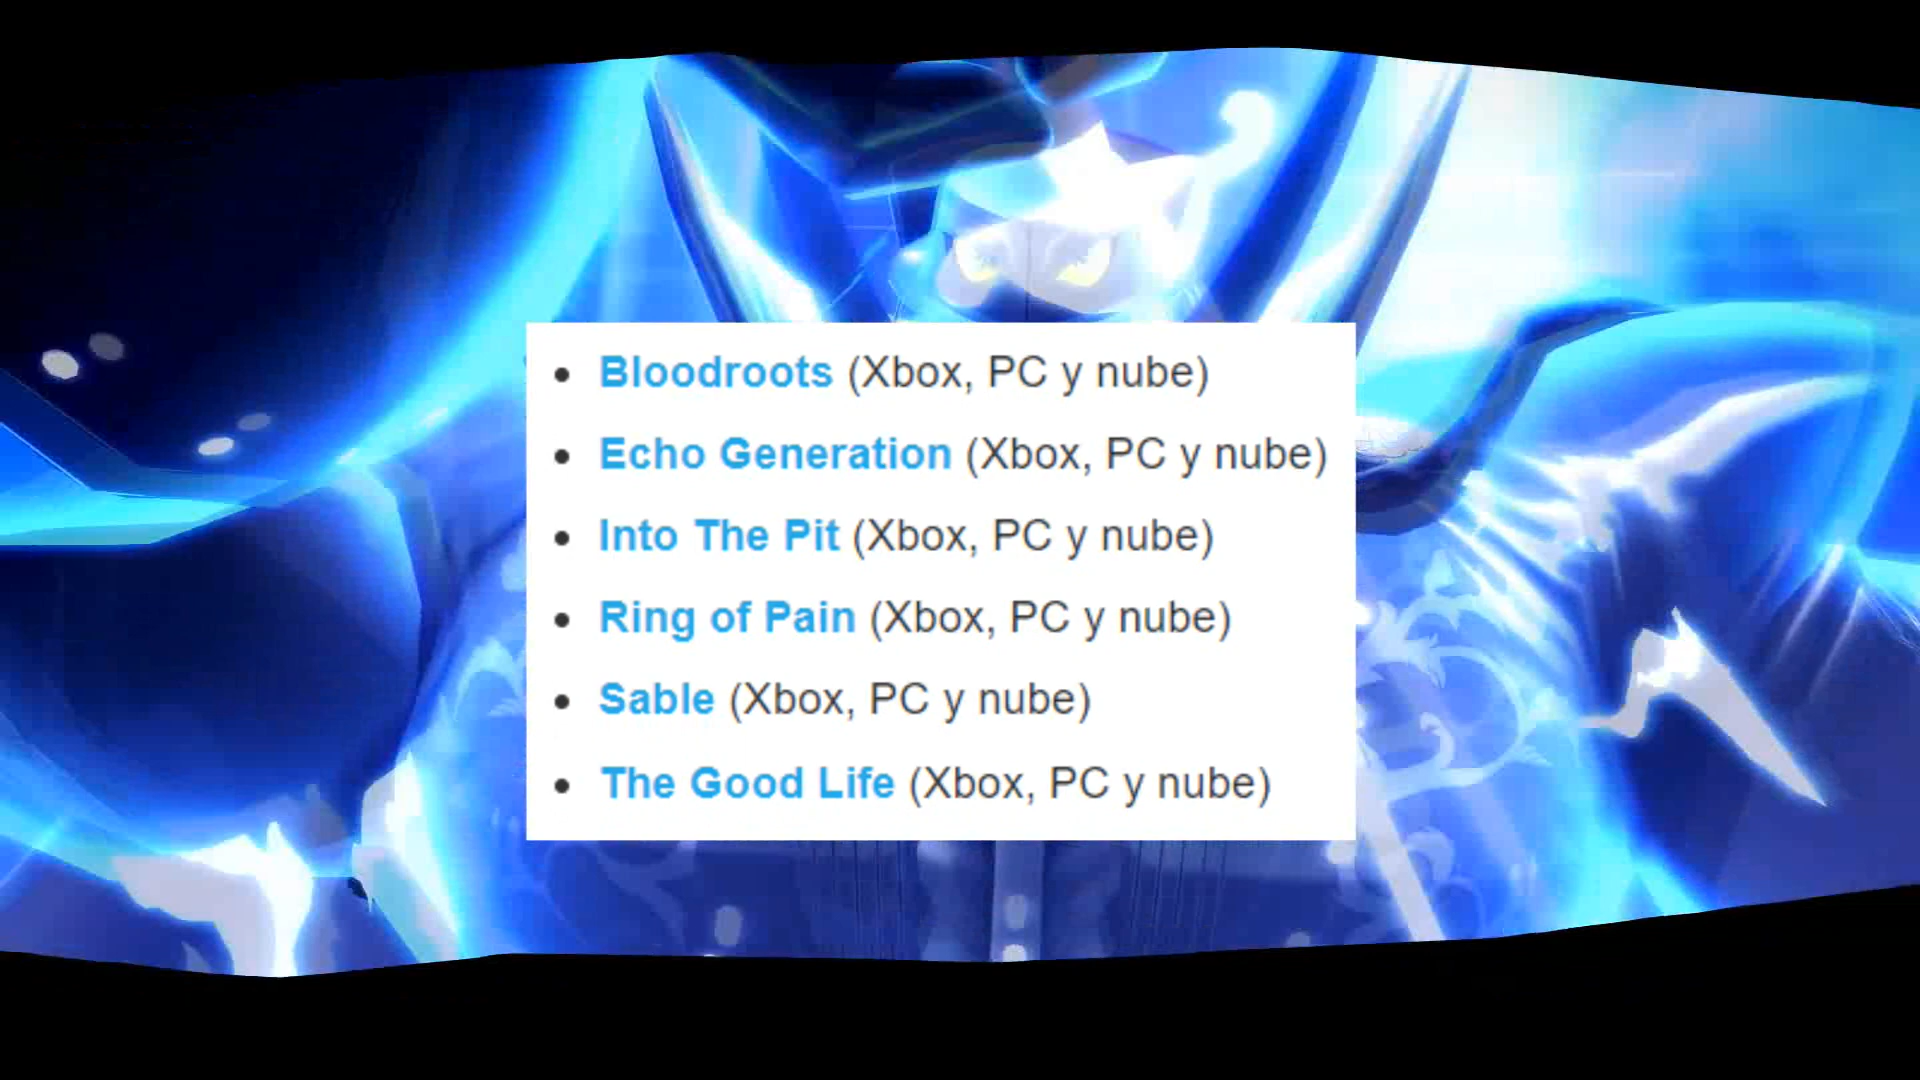 • Bloodroots (Xbox, PC y nube)
• Echo Generation (Xbox, PC y nube)
• Into The Pit (Xbox, PC y nube)
• Ring of Pain (Xbox, PC y nube)
• Sable (Xbox, PC y nube)
• The Good Life (Xbox, PC y nube)